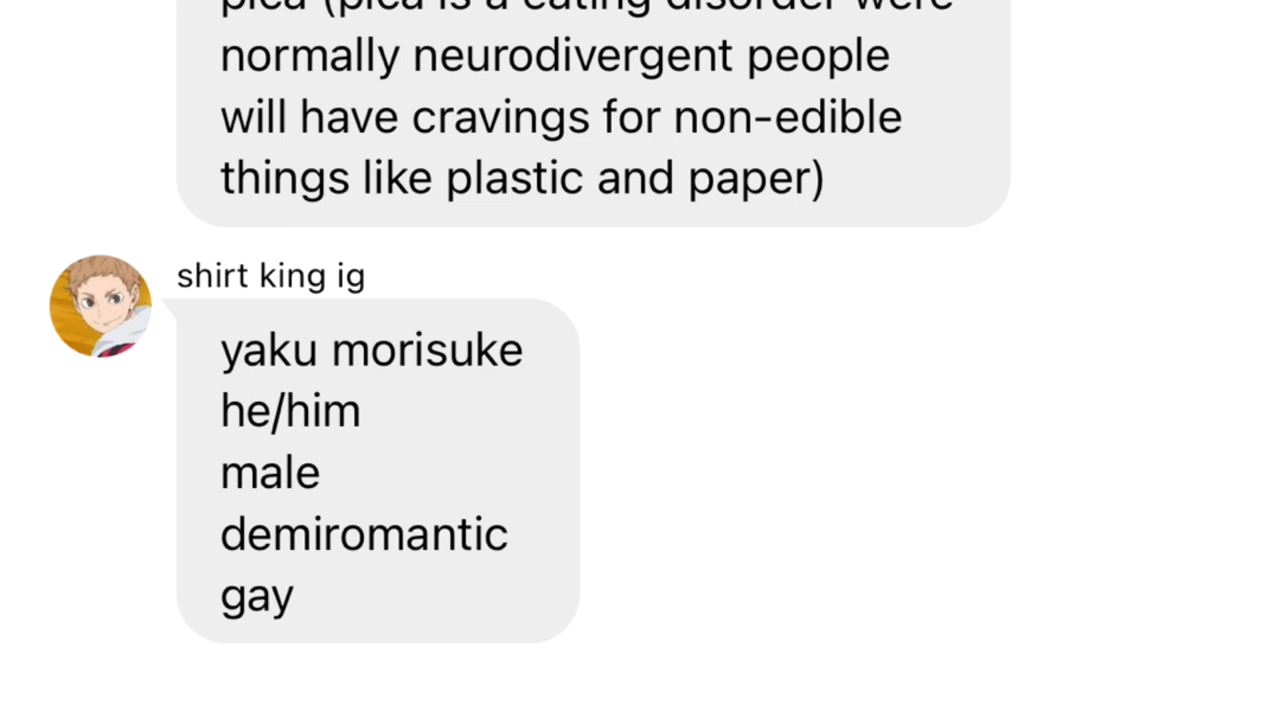 pica (pica is a eating disorder were
normally neurodivergent people
will have cravings for non-edible
things like plastic and paper)
shirt king ig
yaku morisuke
he/him
male
demiromantic
gay